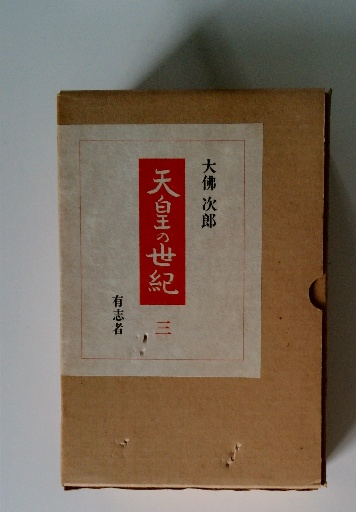 大佛 次郎
天皇の世紀
三
有志者